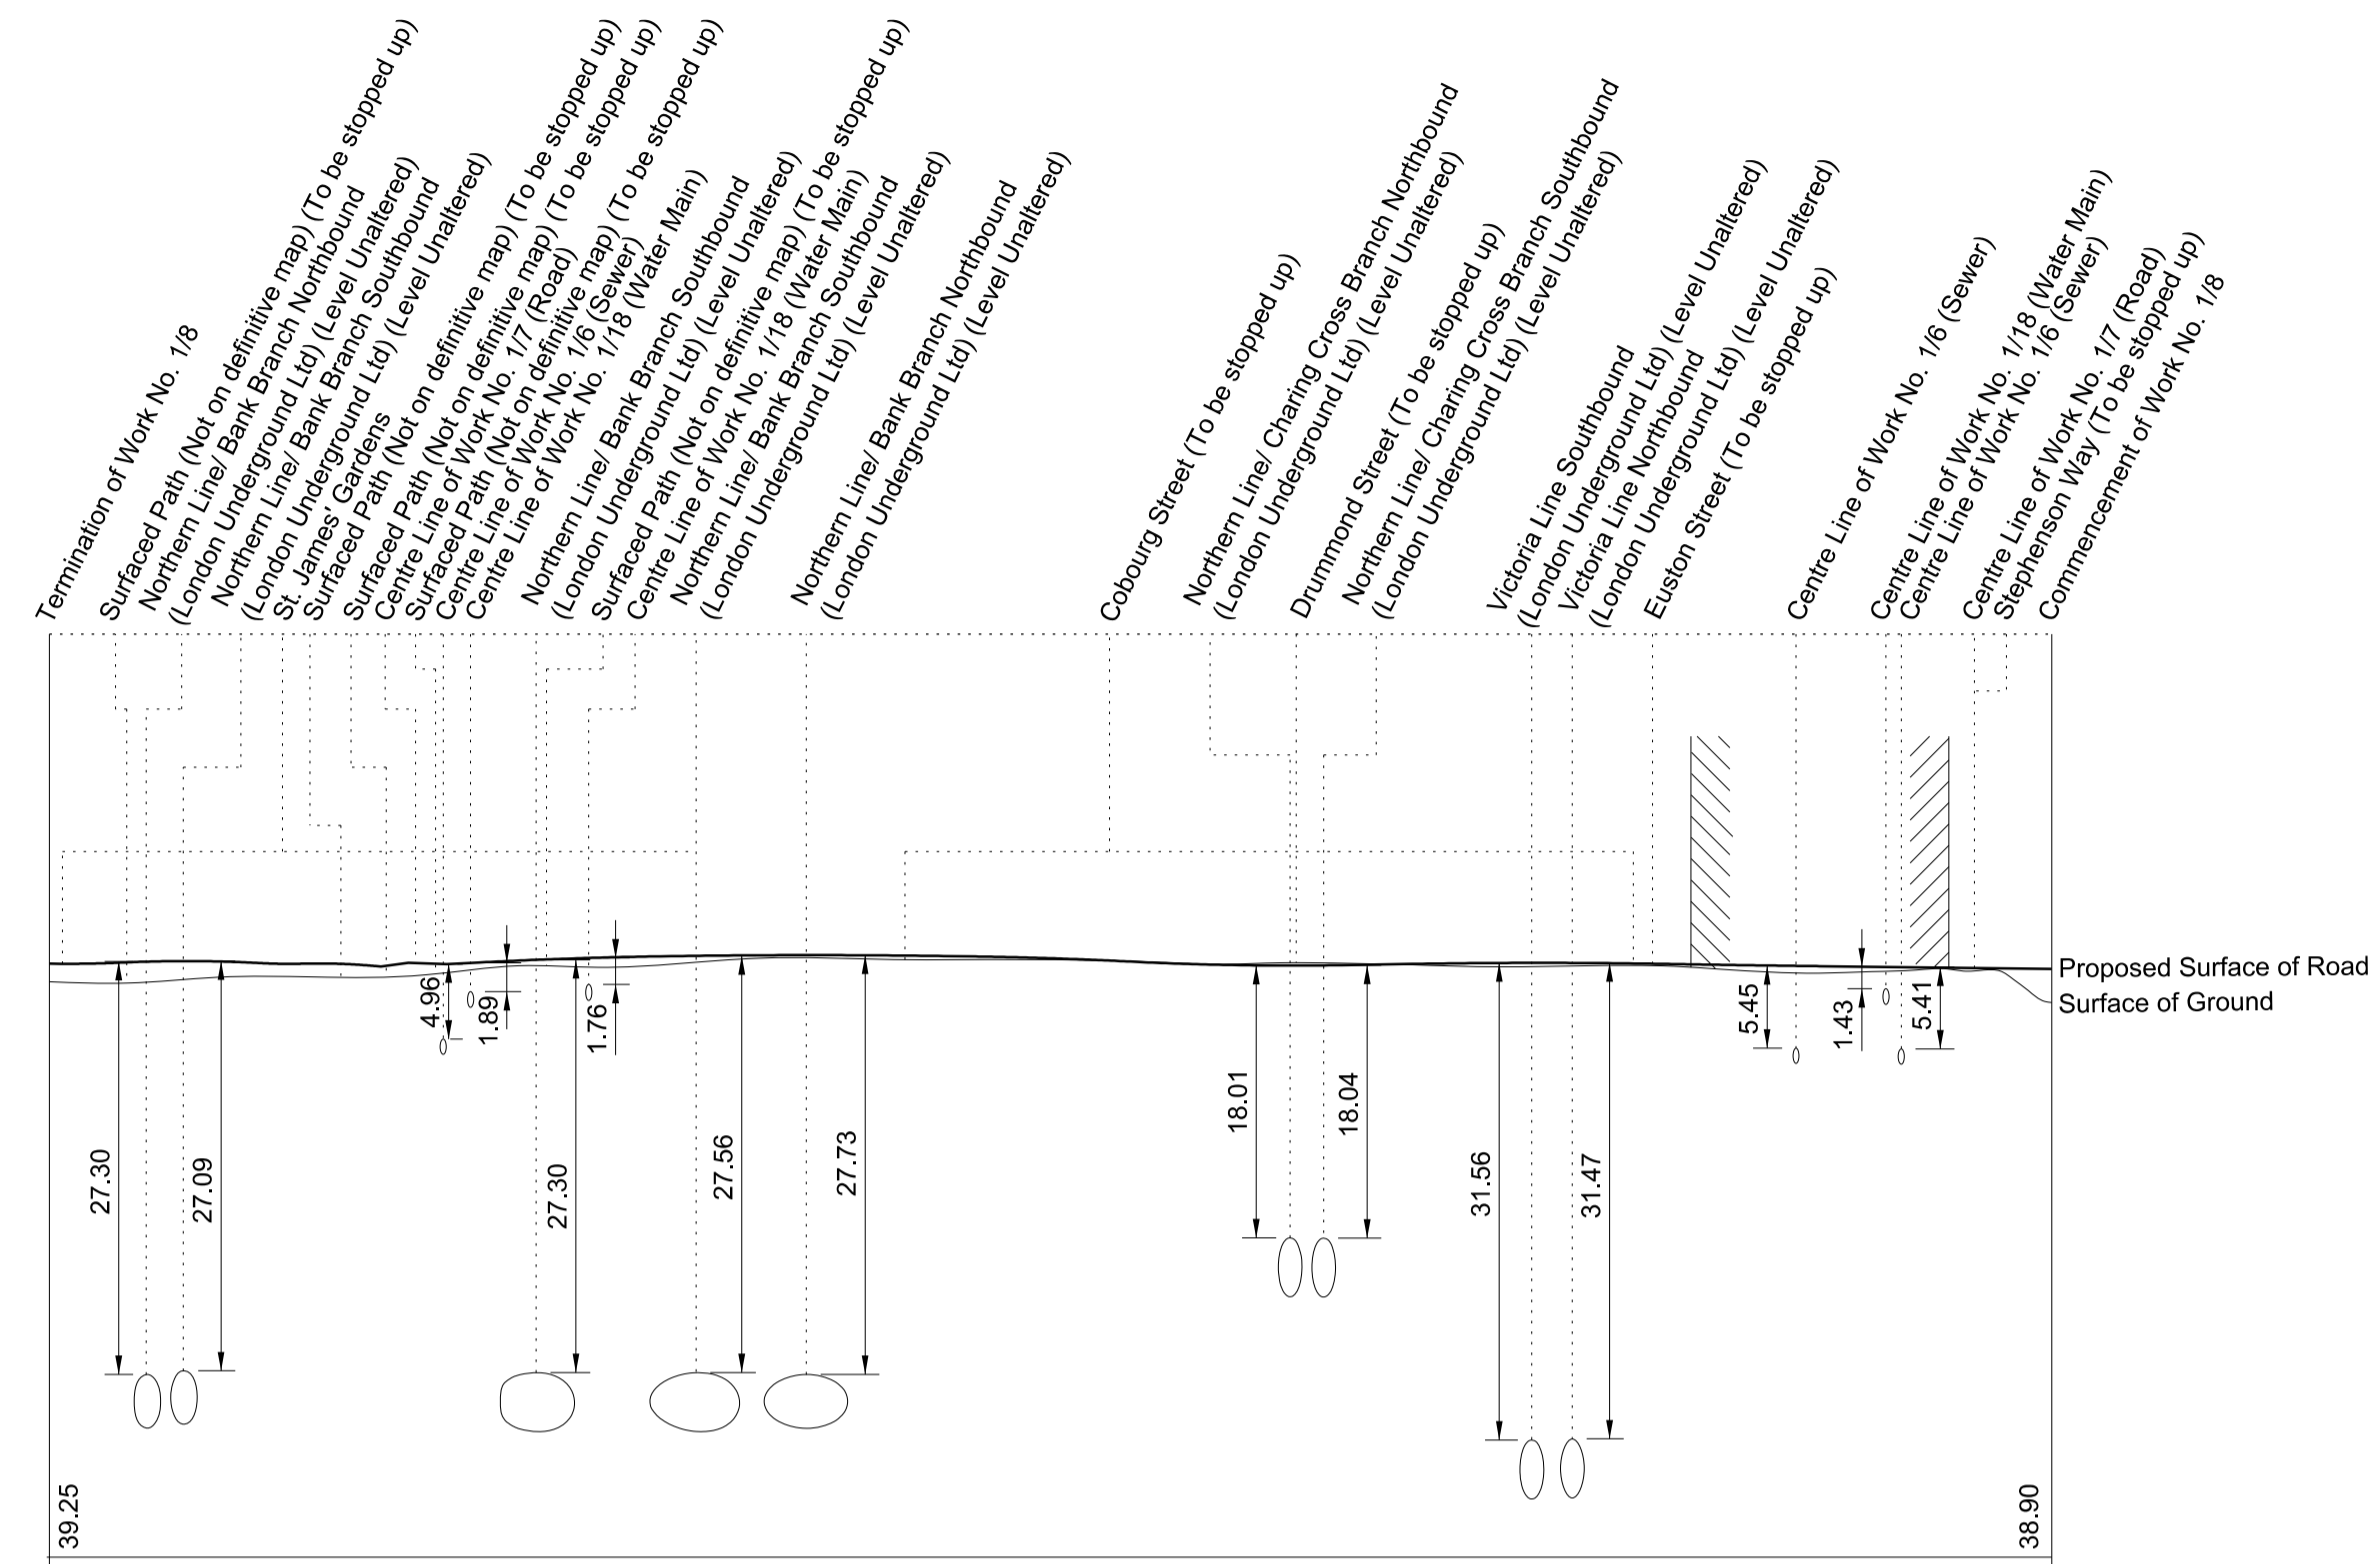 Termination of Work No. 1/8
Surfaced Path (Not on definitive map) (To be stopped up)
Northern Line/ Bank Branch Northbound
(London Underground Ltd) (Level Unaltered)
Northern Line/ Bank Branch Southbound
(London Underground Ltd) (Level Unaltered)
St. James' Gardens
Surfaced Path (Not on definitive map) (To be stopped up)
Surfaced Path (Not on definitive map) (To be stopped up)
Centre Line of Work No. 1/7 (Road)
Surfaced Path (Not on definitive map) (To be stopped up)
Centre Line of Work No. 1/6 (Sewer)
Centre Line of Work No. 1/18 (Water Main)
Northern Line/ Bank Branch Southbound
(London Underground Ltd) (Level Unaltered)
Surfaced Path (Not on definitive map) (To be stopped up)
Centre Line of Work No. 1/18 (Water Main)
Northern Line/ Bank Branch Southbound
(London Underground Ltd) (Level Unaltered)
Northern Line/ Bank Branch Northbound
(London Underground Ltd) (Level Unaltered)
Cobourg Street (To be stopped up)
Northern Line/ Charing Cross Branch Northbound
(London Underground Ltd) (Level Unaltered)
Drummond Street (To be stopped up)
Northern Line/ Charing Cross Branch Southbound
(London Underground Ltd) (Level Unaltered)
Victoria Line Southbound
(London Underground Ltd) (Level Unaltered)
Victoria Line Northbound
(London Underground Ltd) (Level Unaltered)
Euston Street (To be stopped up)
Centre Line of Work No. 1/6 (Sewer)
Centre Line of Work No. 1/18 (Water Main)
Centre Line of Work No. 1/6 (Sewer)
Centre Line of Work No. 1/7 (Road)
Stephenson Way (To be stopped up)
Commencement of Work No. 1/8
Proposed Surface of Road
Surface of Ground
4.96
1.89
1.76
5.45
1.43
5.41
27.30
27.09
27.30
27.56
27.73
18.01
18.04
31.56
31.47
39.25
38.90